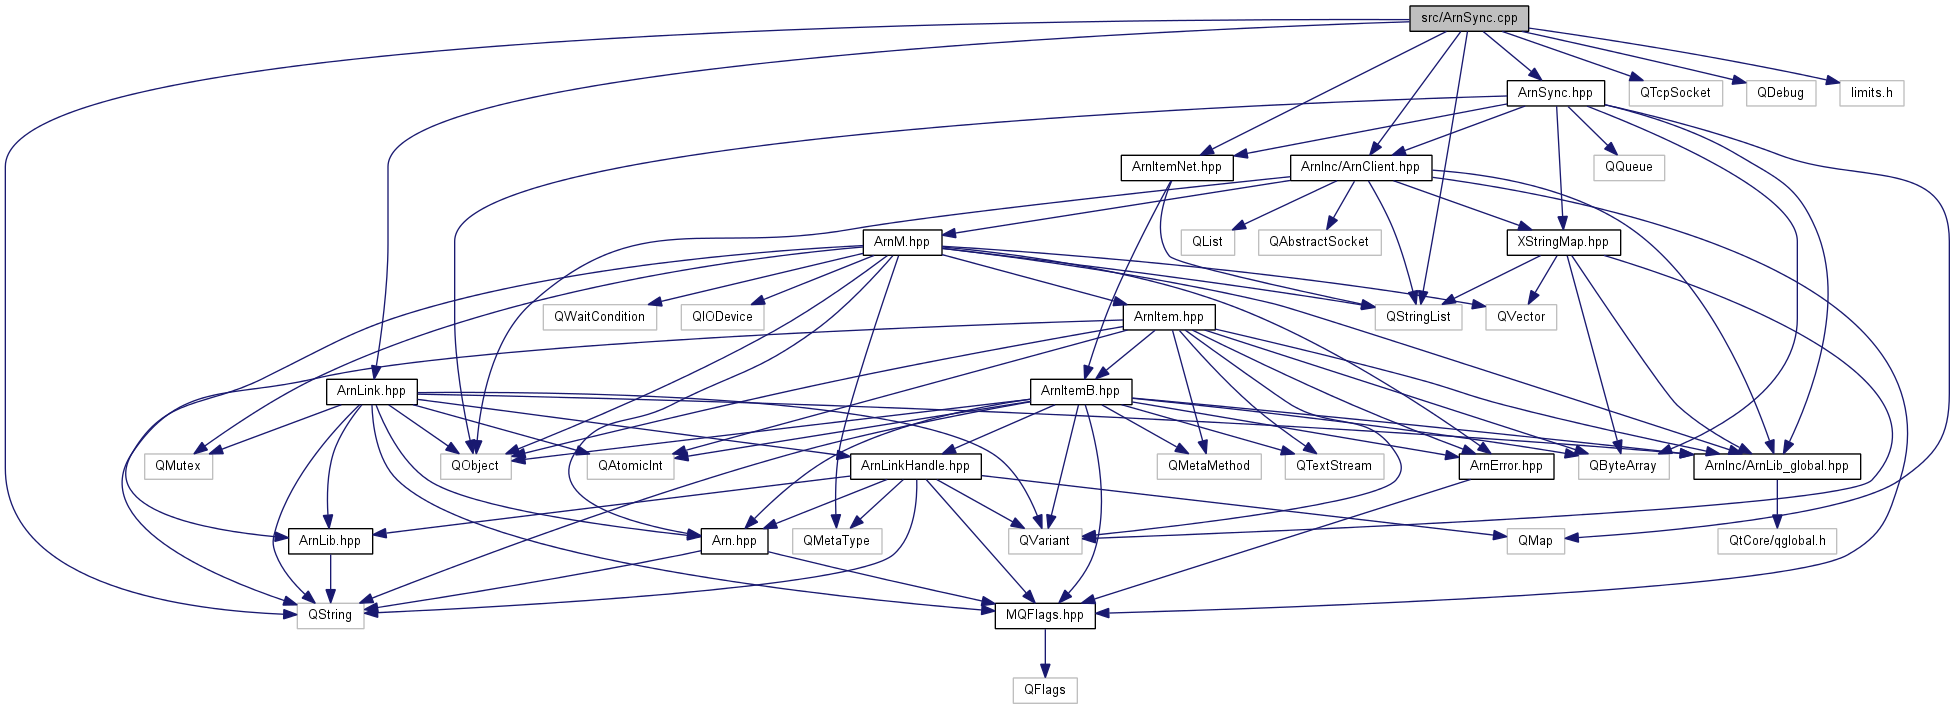 src/ArnSync.cpp
ArnSync.hpp
QTcpSocket
QDebug
limits.h
ArnItemNet.hpp
ArnInc/ArnClient.hpp
QQueue
ArnM.hpp
QList
QAbstractSocket
XStringMap.hpp
QWaitCondition
QIODevice
ArnItem.hpp
QStringList
QVector
ArnLink.hpp
ArnItemB.hpp
QMutex
QObject
QAtomicInt
ArnLinkHandle.hpp
QMetaMethod
QTextStream
ArnError.hpp
QByteArray
ArnInc/ArnLib_global.hpp
ArnLib.hpp
Arn.hpp
QMetaType
QVariant
QMap
QtCore/qglobal.h
QString
MQFlags.hpp
QFlags